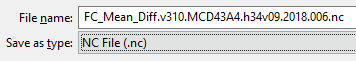 File name: FC_Mean_Diff.v310.MCD43A4.h34v09.2018.006.nc
Save as type: NC File (.nc)